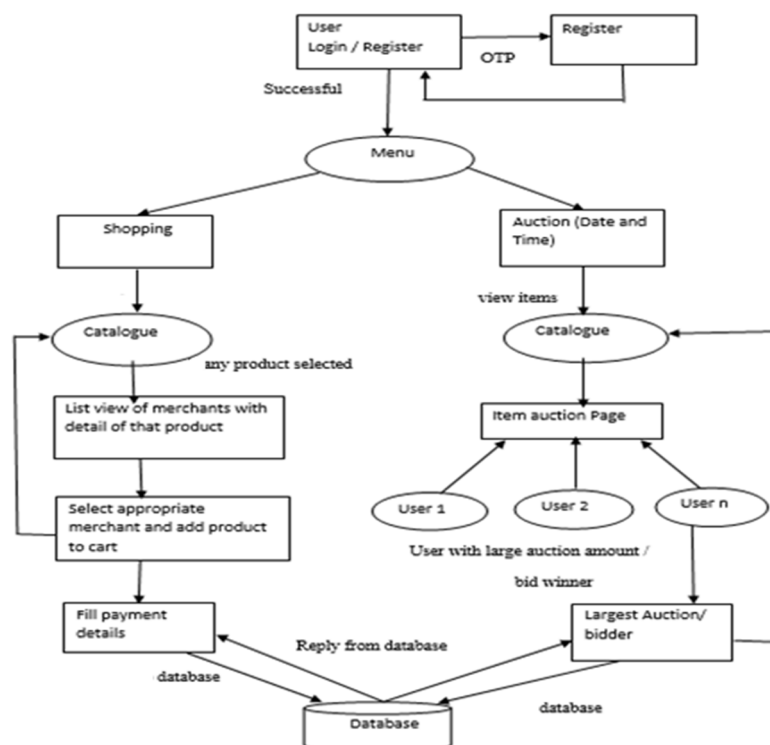 User
Login / Register
Register
OTP
Successful
Menu
Shopping
Auction (Date and
Time)
view items
Catalogue
Catalogue
any product selected
List view of merchants with
detail of that product
Item auction Page
Select appropriate
merchant and add product
to cart
User 1
User 2
User n
User with large auction amount /
bid winner
Fill payment
details
Largest Auction/
bidder
Reply from database
database
database
Database